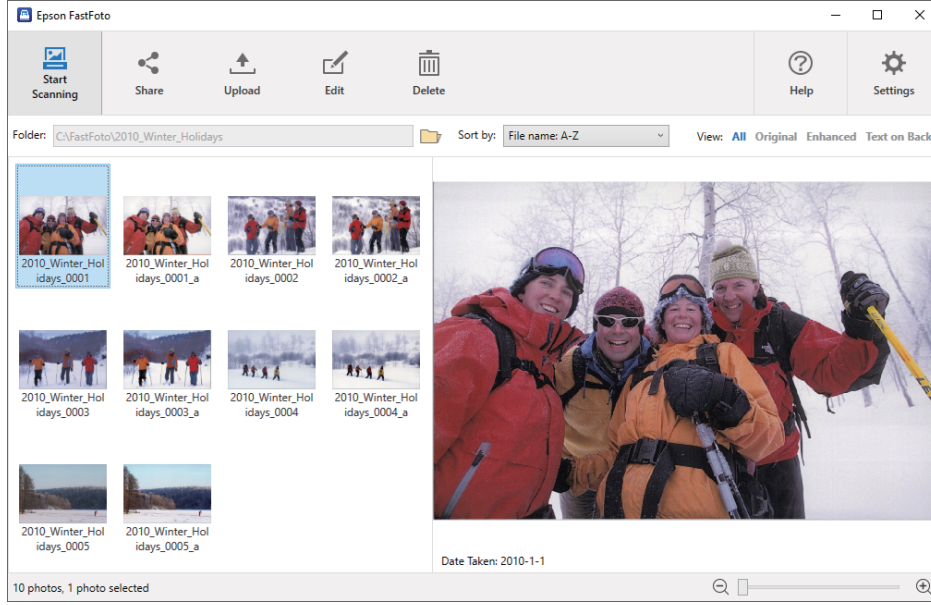 Epson FastFoto
Start
Scanning
Share
Upload
Edit
Delete
Help
Settings
Folder: C:\FastFoto\2010_Winter_Holidays
Sort by: File name: A-Z
View: All Original Enhanced Text on Back
2010_Winter_Hol
idays_0001
2010_Winter_Hol
idays_0001_a
2010_Winter_Hol
idays_0002
2010_Winter_Hol
idays_0002_a
2010_Winter_Hol
idays_0003
2010_Winter_Hol
idays_0003_a
2010_Winter_Hol
idays_0004
2010_Winter_Hol
idays_0004_a
2010_Winter_Hol
idays_0005
2010_Winter_Hol
idays_0005_a
Date Taken: 2010-1-1
10 photos, 1 photo selected